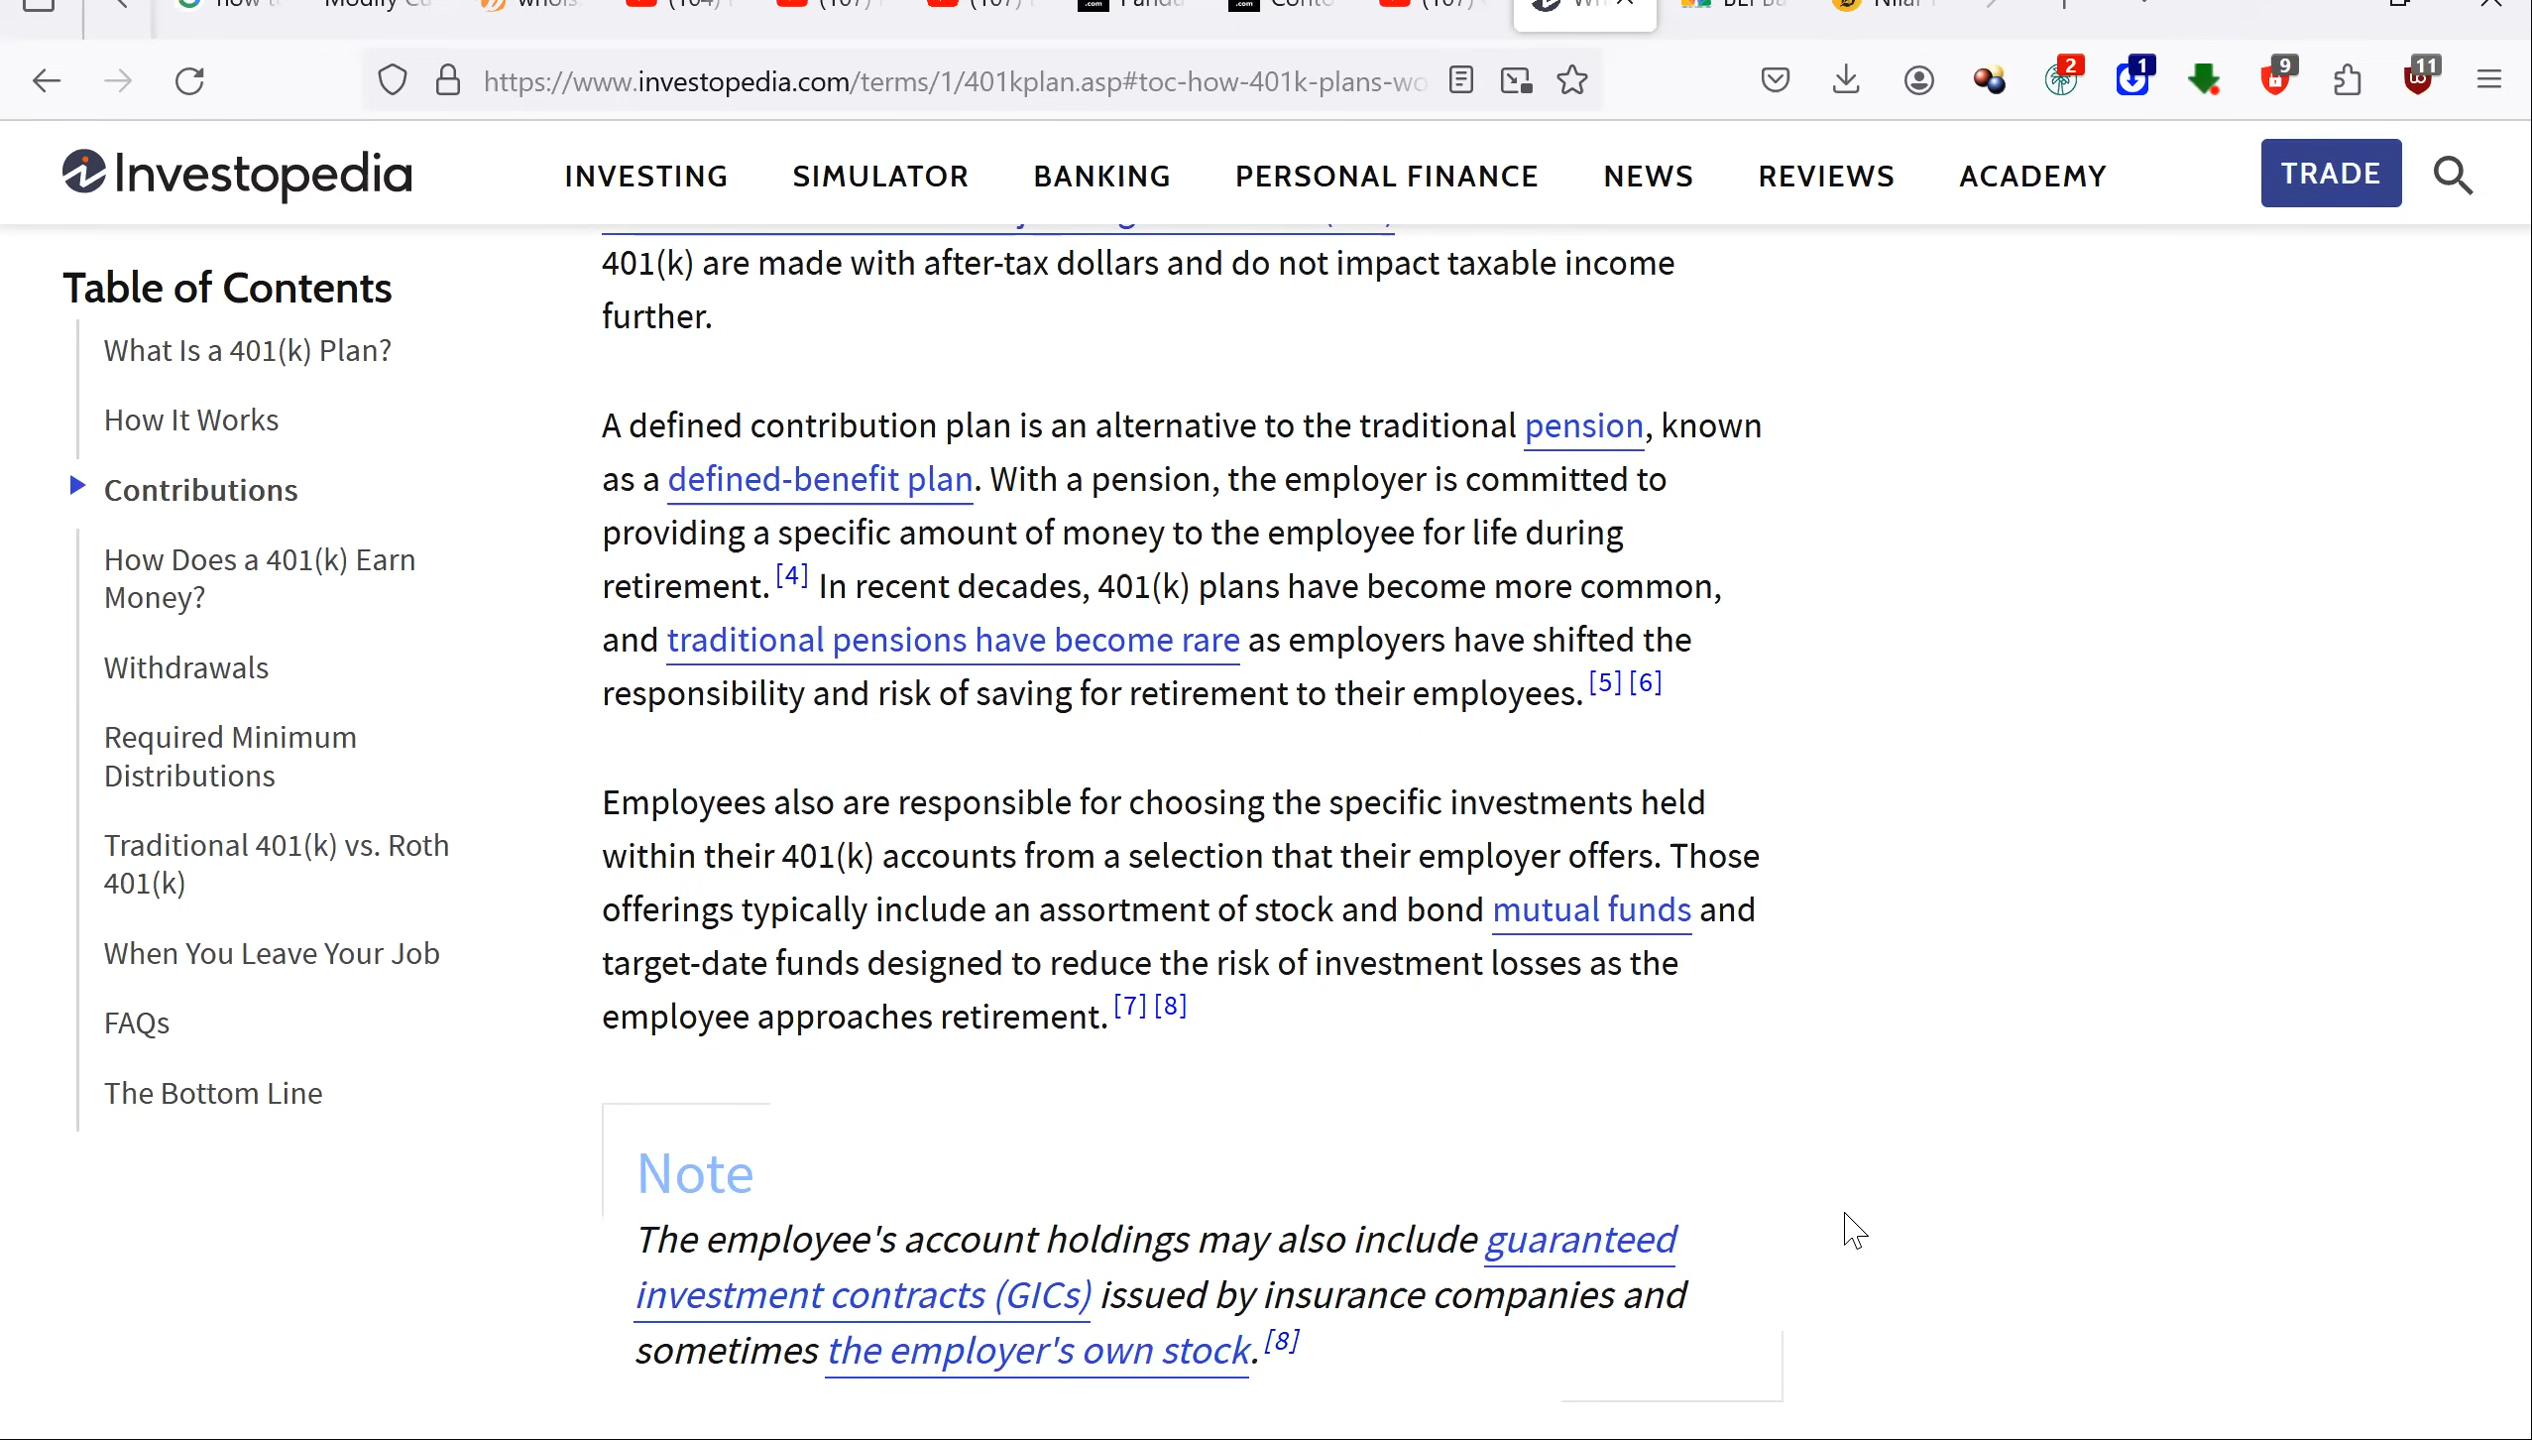 https://www.investopedia.com/terms/1/401kplan.asp#toc-how-401k-plans-wo
2
1
9
11
Investopedia
INVESTING
SIMULATOR
BANKING
PERSONAL FINANCE
NEWS
REVIEWS
ACADEMY
TRADE
Table of Contents
What Is a 401(k) Plan?
How It Works
Contributions
How Does a 401(k) Earn
Money?
Withdrawals
Required Minimum
Distributions
Traditional 401(k) vs. Roth
401(k)
When You Leave Your Job
FAQs
The Bottom Line
401(k) are made with after-tax dollars and do not impact taxable income
further.
A defined contribution plan is an alternative to the traditional pension, known
as a defined-benefit plan. With a pension, the employer is committed to
providing a specific amount of money to the employee for life during
retirement. [4] In recent decades, 401(k) plans have become more common,
and traditional pensions have become rare as employers have shifted the
responsibility and risk of saving for retirement to their employees. [5] [6]
Employees also are responsible for choosing the specific investments held
within their 401(k) accounts from a selection that their employer offers. Those
offerings typically include an assortment of stock and bond mutual funds and
target-date funds designed to reduce the risk of investment losses as the
employee approaches retirement. [7] [8]
Note
The employee's account holdings may also include guaranteed
investment contracts (GICs) issued by insurance companies and
sometimes the employer's own stock. [8]